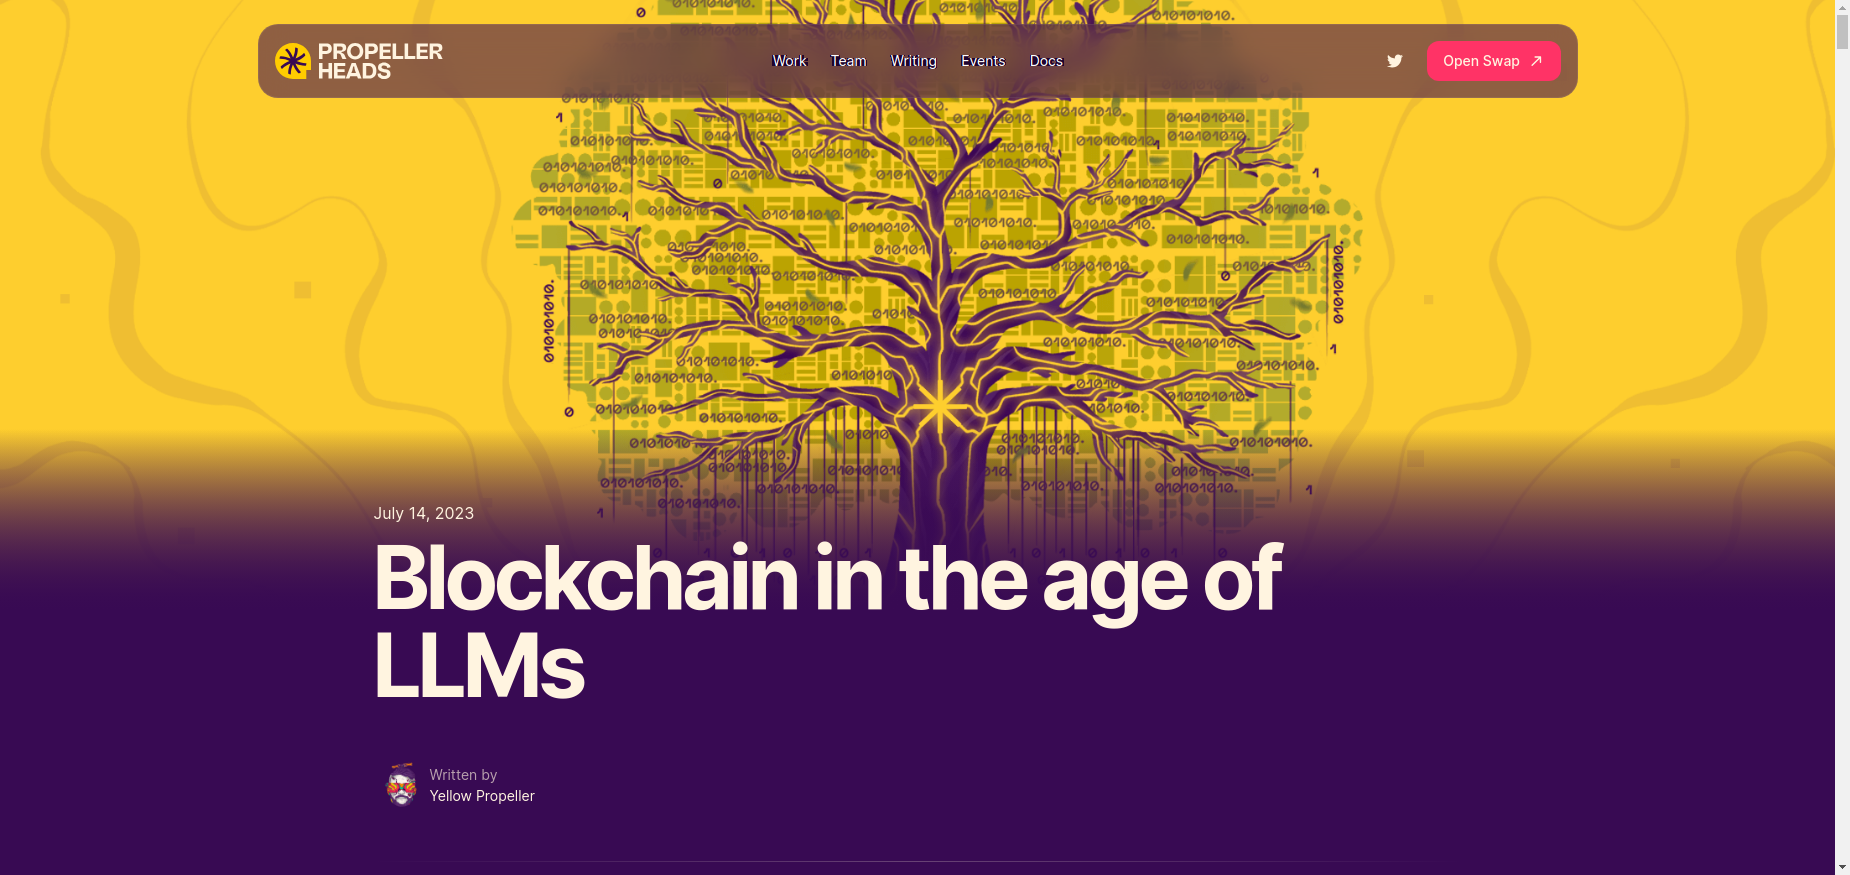 PROPELLER
HEADS
Work Team Writing Events Docs
Open Swap
July 14, 2023
Blockchain in the age of
LLMs
Written by
Yellow Propeller